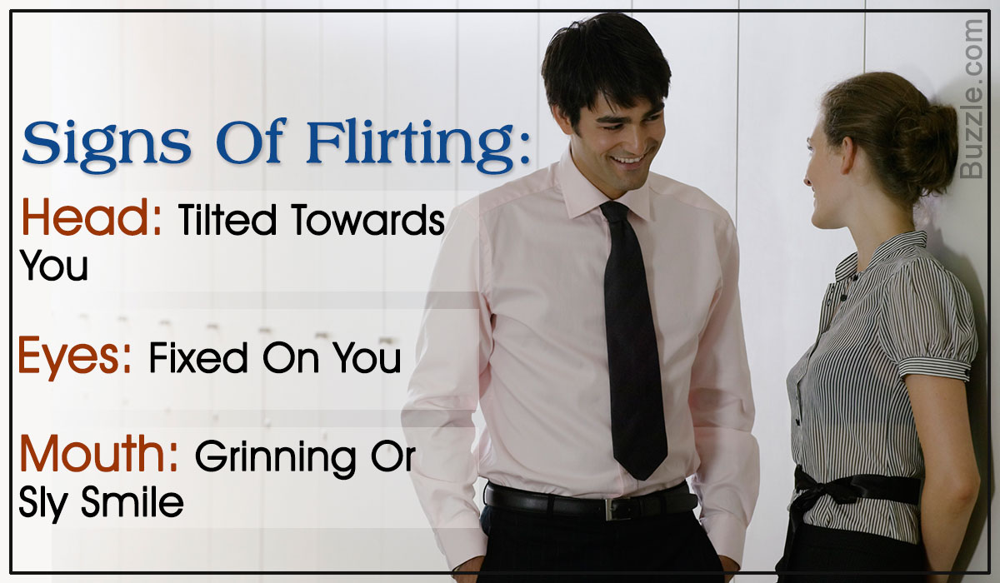 Signs Of Flirting:
Head: Tilted Towards
You
Eyes: Fixed On You
Mouth: Grinning Or
Sly Smile
Buzzle.com